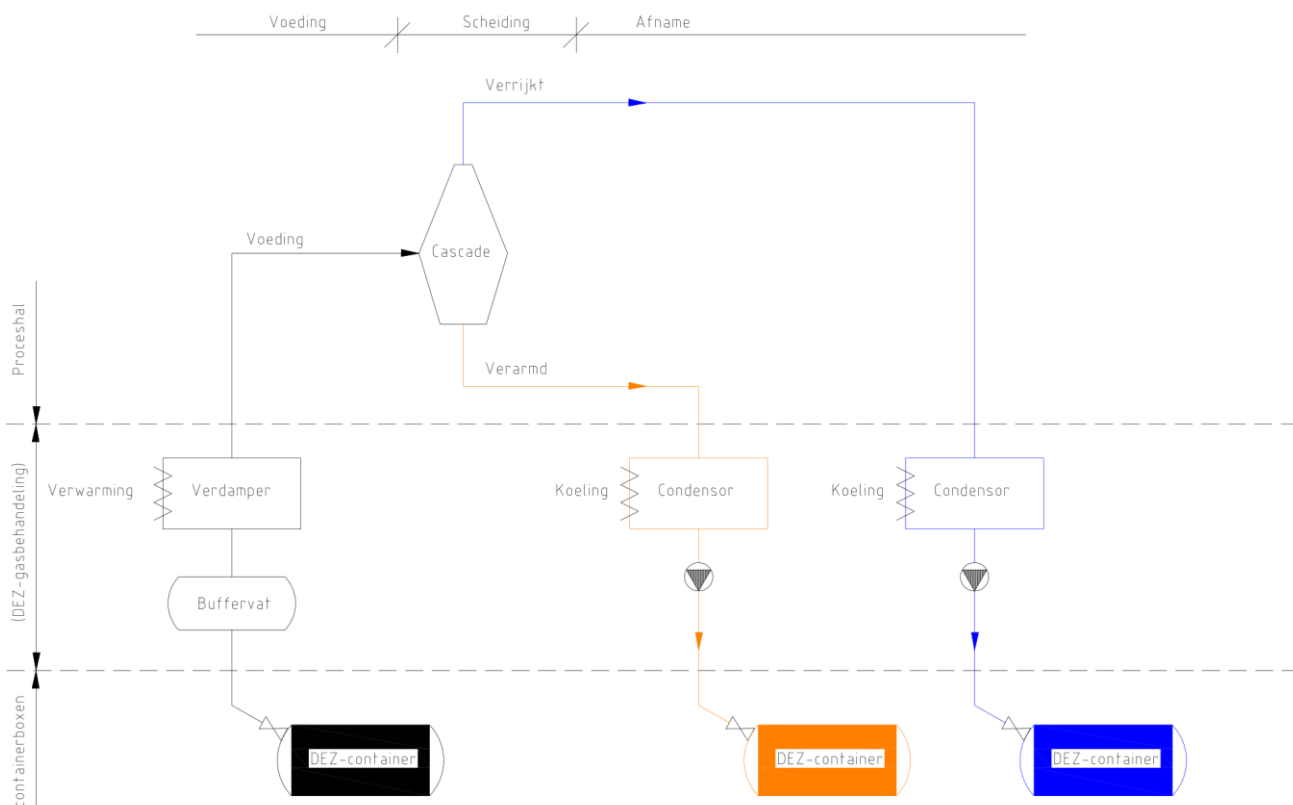 Voeding
Scheiding
Afname
Verrijkt
Voeding
Cascade
Verarmd
Proceshal
(DEZ-gasbehandeling)
Verwarming
Verdamper
Koeling
Condensor
Koeling
Condensor
Buffervat
containerboxen
DEZ-container
DEZ-container
DEZ-container